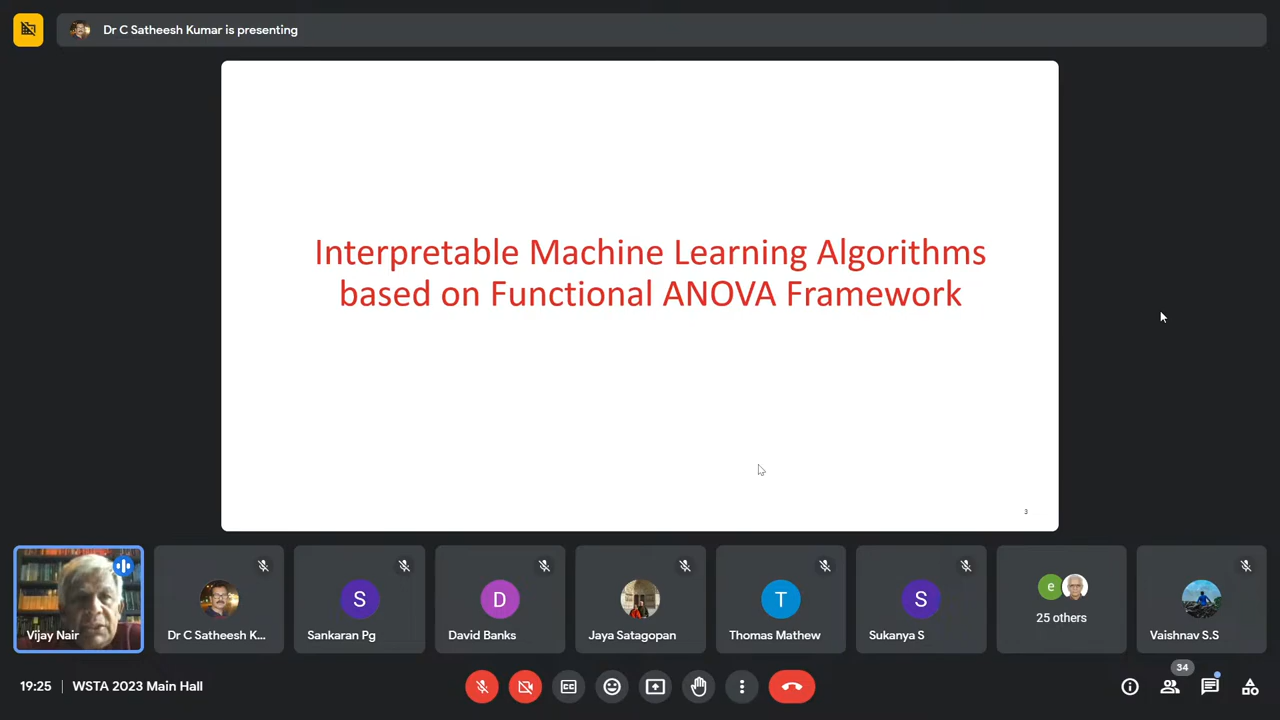 Dr C Satheesh Kumar is presenting
Interpretable Machine Learning Algorithms
based on Functional ANOVA Framework
3
Vijay Nair
Dr C Satheesh K...
S
Sankaran Pg
D
David Banks
Jaya Satagopan
T
Thomas Mathew
S
Sukanya S
e
25 others
Vaishnav S.S
19:25 | WSTA 2023 Main Hall
34